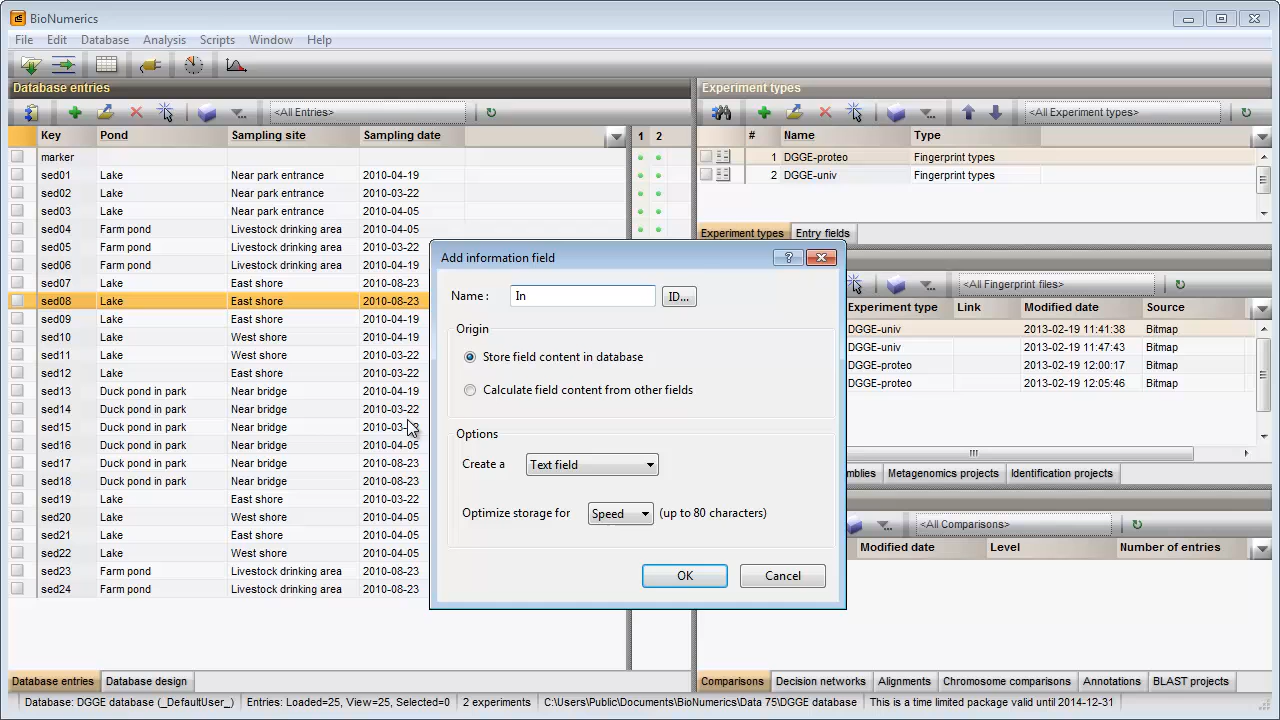 BioNumerics
File Edit Database Analysis Scripts Window Help
Database entries
<All Entries>
Key Pond Sampling site Sampling date 1 2
marker
sed01 Lake Near park entrance 2010-04-19
sed02 Lake Near park entrance 2010-03-22
sed03 Lake Near park entrance 2010-04-05
sed04 Farm pond Livestock drinking area 2010-04-05
sed05 Farm pond Livestock drinking area 2010-03-22
sed06 Farm pond Livestock drinking area 2010-04-19
sed07 Lake East shore 2010-03-22
sed08 Lake East shore 2010-08-23
sed09 Lake East shore 2010-04-19
sed10 Lake West shore 2010-04-19
sed11 Lake West shore 2010-03-22
sed12 Lake East shore 2010-03-22
sed13 Duck pond in park Near bridge 2010-04-19
sed14 Duck pond in park Near bridge 2010-03-22
sed15 Duck pond in park Near bridge
sed16 Duck pond in park Near bridge 2010-04-05
sed17 Duck pond in park Near bridge 2010-08-23
sed18 Duck pond in park Near bridge 2010-08-23
sed19 Lake East shore 2010-03-22
sed20 Lake West shore 2010-04-05
sed21 Lake East shore 2010-04-05
sed22 Lake West shore 2010-04-05
sed23 Farm pond Livestock drinking area 2010-08-23
sed24 Farm pond Livestock drinking area 2010-08-23
Database entries Database design
Experiment types
<All Experiment types>
# Name Type
1 DGGE-proteo Fingerprint types
2 DGGE-univ Fingerprint types
Experiment types Entry fields
<All Fingerprint files>
Experiment type Link Modified date Source
DGGE-univ 2013-02-19 11:41:38 Bitmap
DGGE-univ 2013-02-19 11:47:43 Bitmap
DGGE-proteo 2013-02-19 12:00:17 Bitmap
DGGE-proteo 2013-02-19 12:05:46 Bitmap
Metagenomics projects Identification projects
<All Comparisons>
Modified date Level Number of entries
Comparisons Decision networks Alignments Chromosome comparisons Annotations BLAST projects
Add information field
?
Name : In ID...
Origin
Store field content in database
Calculate field content from other fields
Options
Create a Text field
Optimize storage for Speed (up to 80 characters)
OK Cancel
Database: DGGE database (_DefaultUser_) Entries: Loaded=25, View=25, Selected=0 2 experiments C:\Users\Public\Documents\BioNumerics\Data 75\DGGE database This is a time limited package valid until 2014-12-31